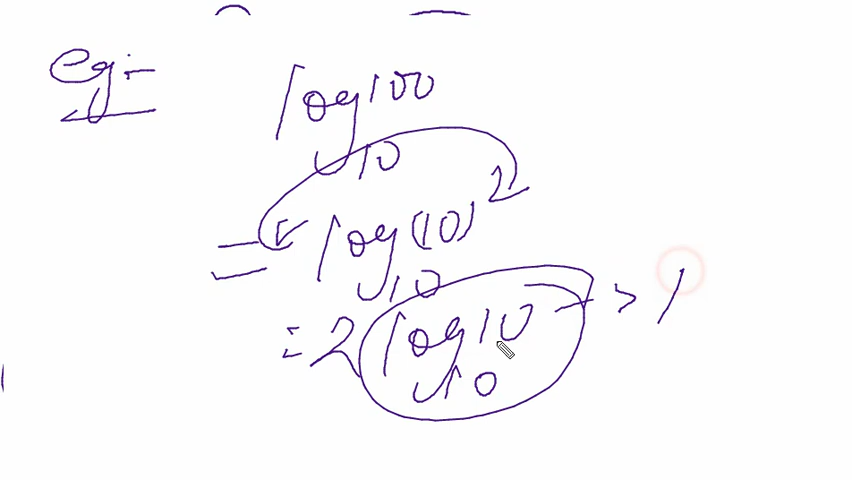 eg:-
log₁₀100
= log₁₀(10)²
= 2 log₁₀10 → 1